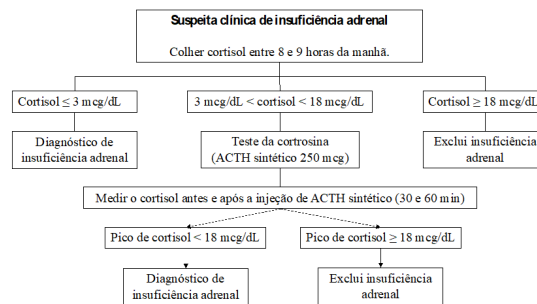 Suspeita clínica de insuficiência adrenal
Colher cortisol entre 8 e 9 horas da manhã.
Cortisol ≤ 3 mcg/dL
3 mcg/dL < cortisol < 18 mcg/dL
Cortisol ≥ 18 mcg/dL
Diagnóstico de
insuficiência adrenal
Teste da cortrosina
(ACTH sintético 250 mcg)
Exclui insuficiência
adrenal
Medir o cortisol antes e após a injeção de ACTH sintético (30 e 60 min)
Pico de cortisol < 18 mcg/dL
Pico de cortisol ≥ 18 mcg/dL
Diagnóstico de
insuficiência adrenal
Exclui insuficiência
adrenal